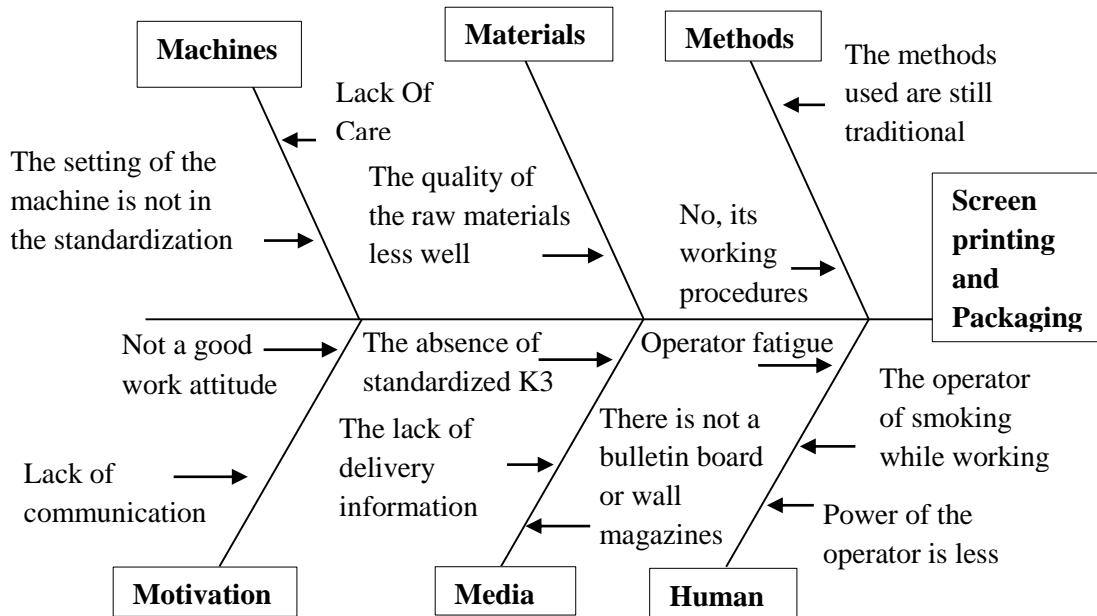 Machines
Materials
Methods
Lack Of
Care
The methods
used are still
traditional
The setting of the
machine is not in
the standardization
The quality of
the raw materials
less well
No, its
working
procedures
Screen
printing
and
Packaging
Not a good
work attitude
The absence of
standardized K3
Operator fatigue
The operator
of smoking
while working
The lack of
delivery
information
There is not a
bulletin board
or wall
magazines
Lack of
communication
Power of the
operator is less
Motivation
Media
Human